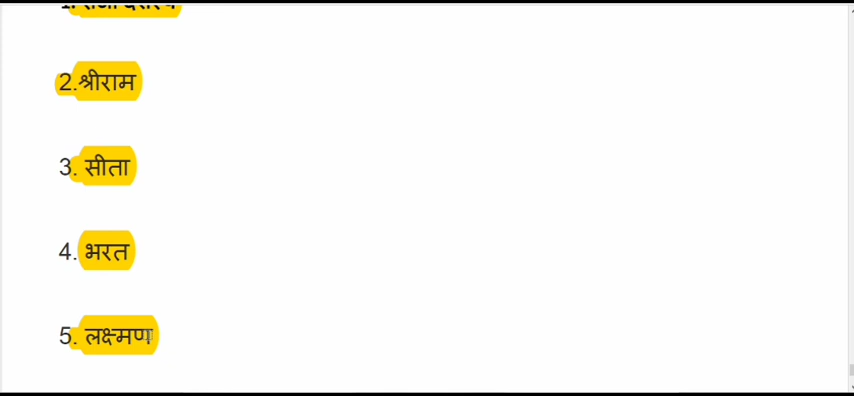 2.श्रीराम
3. सीता
4. भरत
5. लक्ष्मण